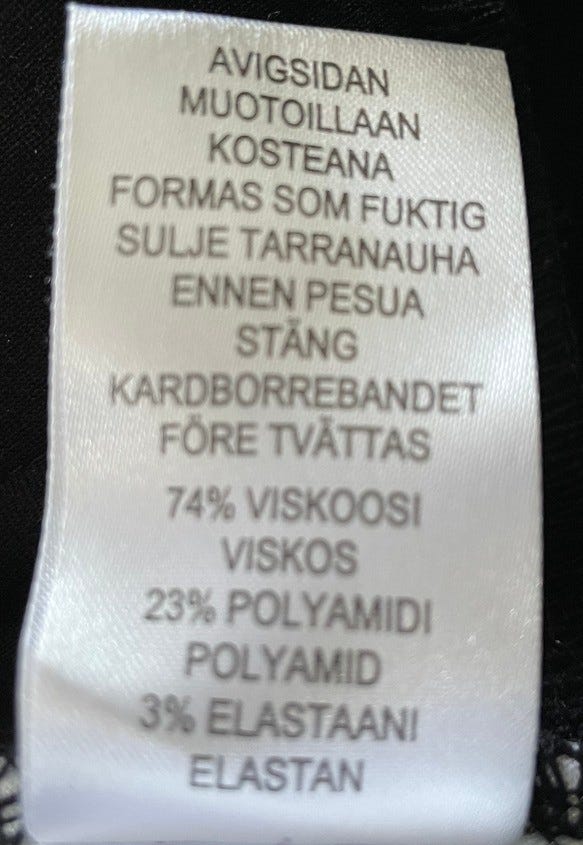 AVIGSIDAN
MUOTOILLAAN
KOSTEANA
FORMAS SOM FUKTIG
SULJE TARRANAUHA
ENNEN PESUA
STÄNG
KARDBORREBANDET
FÖRE TVÄTTAS
74% VISKOOSI
VISKOS
23% POLYAMIDI
POLYAMID
3% ELASTAANI
ELASTAN